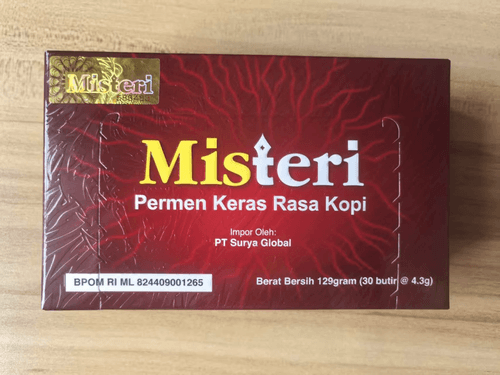 Misteri
Misteri
Permen Keras Rasa Kopi
Impor Oleh:
PT Surya Global
BPOM RI ML 824409001265
Berat Bersih 129gram (30 butir @ 4.3g)